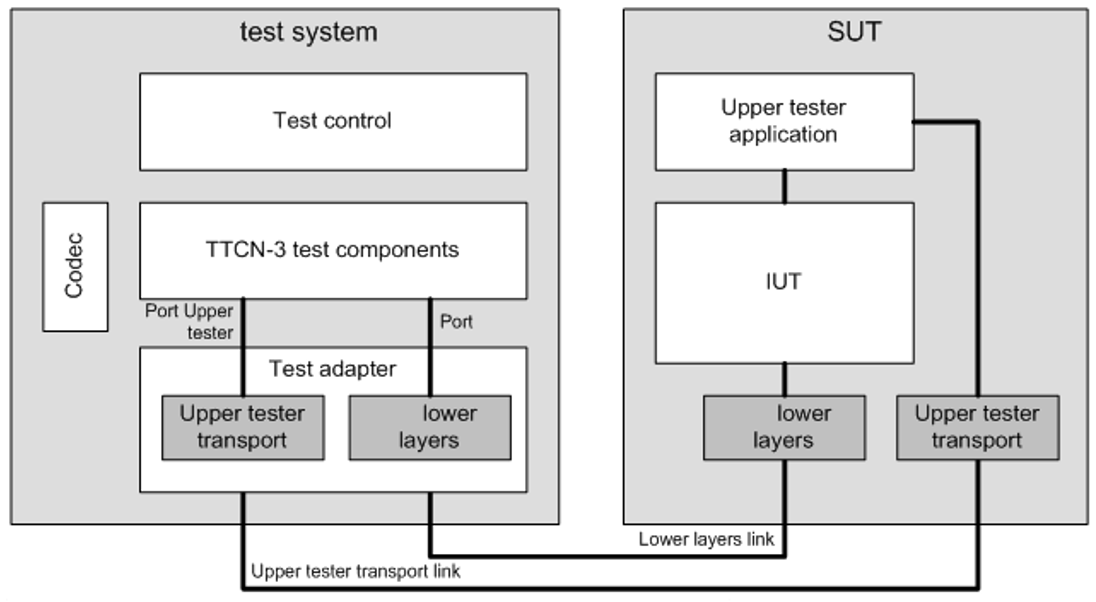 test system
Test control
Codec
TTCN-3 test components
Port Upper
tester
Port
Test adapter
Upper tester
transport
lower
layers
SUT
Upper tester
application
IUT
lower
layers
Upper tester
transport
Lower layers link
Upper tester transport link